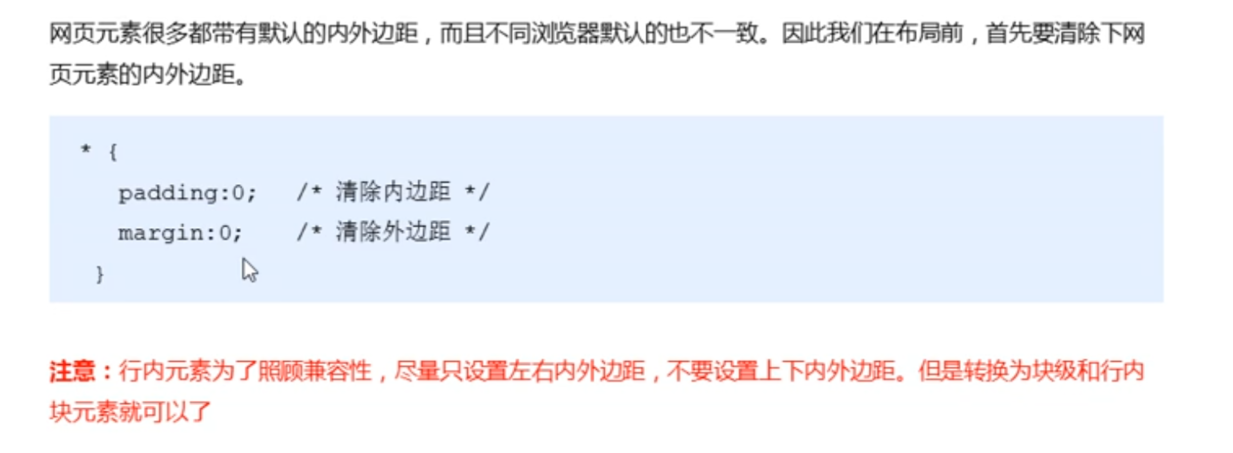 网页元素很多都带有默认的内外边距，而且不同浏览器默认的也不一致。因此我们在布局前，首先要清除下网
页元素的内外边距。
* {
padding:0;   /* 清除内边距 */
margin:0;    /* 清除外边距 */
}
注意：行内元素为了照顾兼容性，尽量只设置左右内外边距，不要设置上下内外边距。但是转换为块级和行内
块元素就可以了